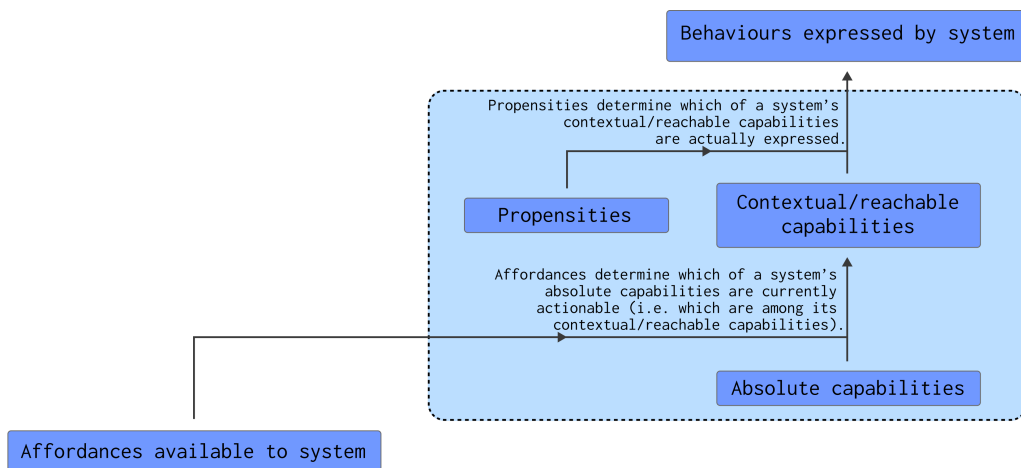 Behaviours expressed by system
Propensities determine which of a system's
contextual/reachable capabilities
are actually expressed.
Propensities
Contextual/reachable
capabilities
Affordances determine which of a system's
absolute capabilities are currently
actionable (i.e. which are among its
contextual/reachable capabilities).
Absolute capabilities
Affordances available to system